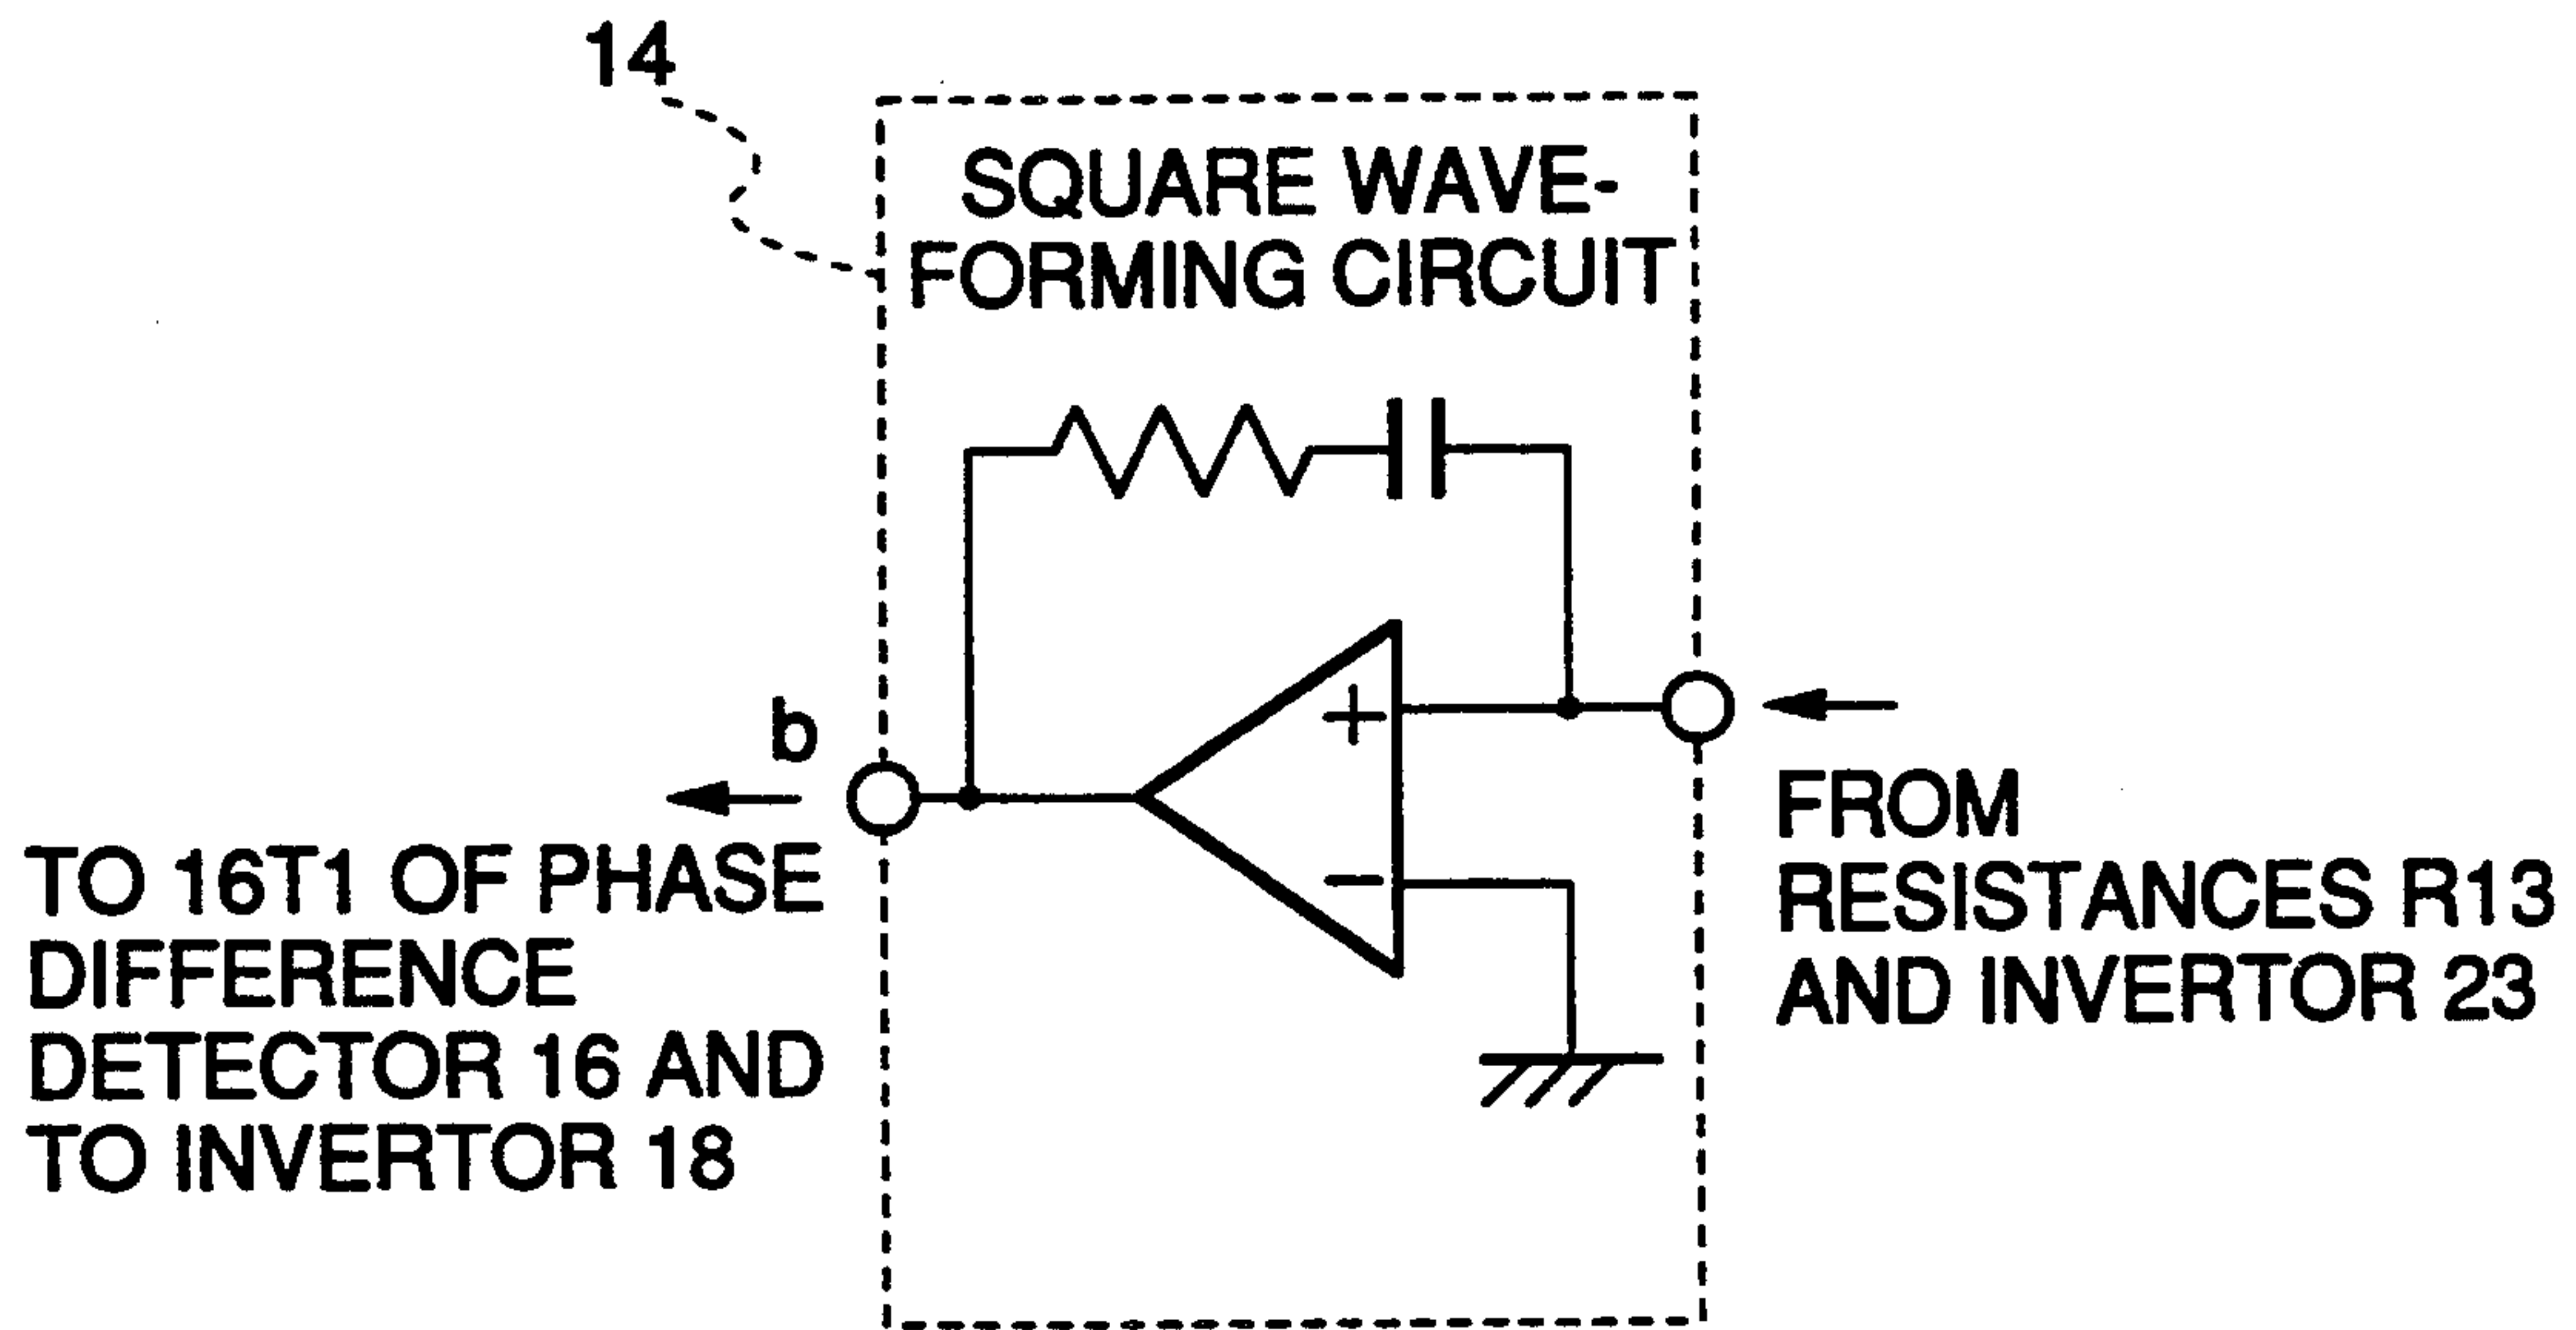 14
SQUARE WAVE-
FORMING CIRCUIT
+
−
b
TO 16T1 OF PHASE
DIFFERENCE
DETECTOR 16 AND
TO INVERTOR 18
FROM
RESISTANCES R13
AND INVERTOR 23